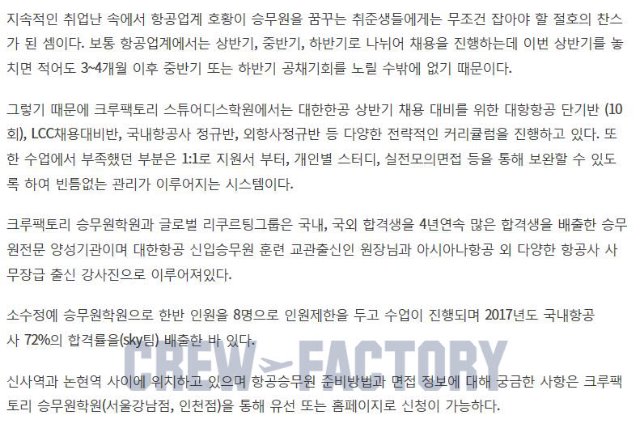 지속적인 취업난 속에서 항공업계 호황이 승무원을 꿈꾸는 취준생들에게는 무조건 잡아야 할 절호의 찬스
가 된 셈이다. 보통 항공업계에서는 상반기, 중반기, 하반기로 나뉘어 채용을 진행하는데 이번 상반기를 놓
치면 적어도 3~4개월 이후 중반기 또는 하반기 공채기회를 노릴 수밖에 없기 때문이다.
그렇기 때문에 크루팩토리 스튜어디스학원에서는 대한한공 상반기 채용 대비를 위한 대항항공 단기반 (10
회), LCC채용대비반, 국내항공사 정규반, 외항사정규반 등 다양한 전략적인 커리큘럼을 진행하고 있다. 또
한 수업에서 부족했던 부분은 1:1로 지원서 부터, 개인별 스터디, 실전모의면접 등을 통해 보완할 수 있도
록 하여 빈틈없는 관리가 이루어지는 시스템이다.
크루팩토리 승무원학원과 글로벌 리쿠르팅그룹은 국내, 국외 합격생을 4년연속 많은 합격생을 배출한 승무
원전문 양성기관이며 대한항공 신입승무원 훈련 교관출신인 원장님과 아시아나항공 외 다양한 항공사 사
무장급 출신 강사진으로 이루어져있다.
소수정예 승무원학원으로 한반 인원을 8명으로 인원제한을 두고 수업이 진행되며 2017년도 국내항공
사 72%의 합격률을(sky팀) 배출한 바 있다.
CREW FACTORY
신사역과 논현역 사이에 위치하고 있으며 항공승무원 준비방법과 면접 정보에 대해 궁금한 사항은 크루팩
토리 승무원학원(서울강남점, 인천점)을 통해 유선 또는 홈페이지로 신청이 가능하다.